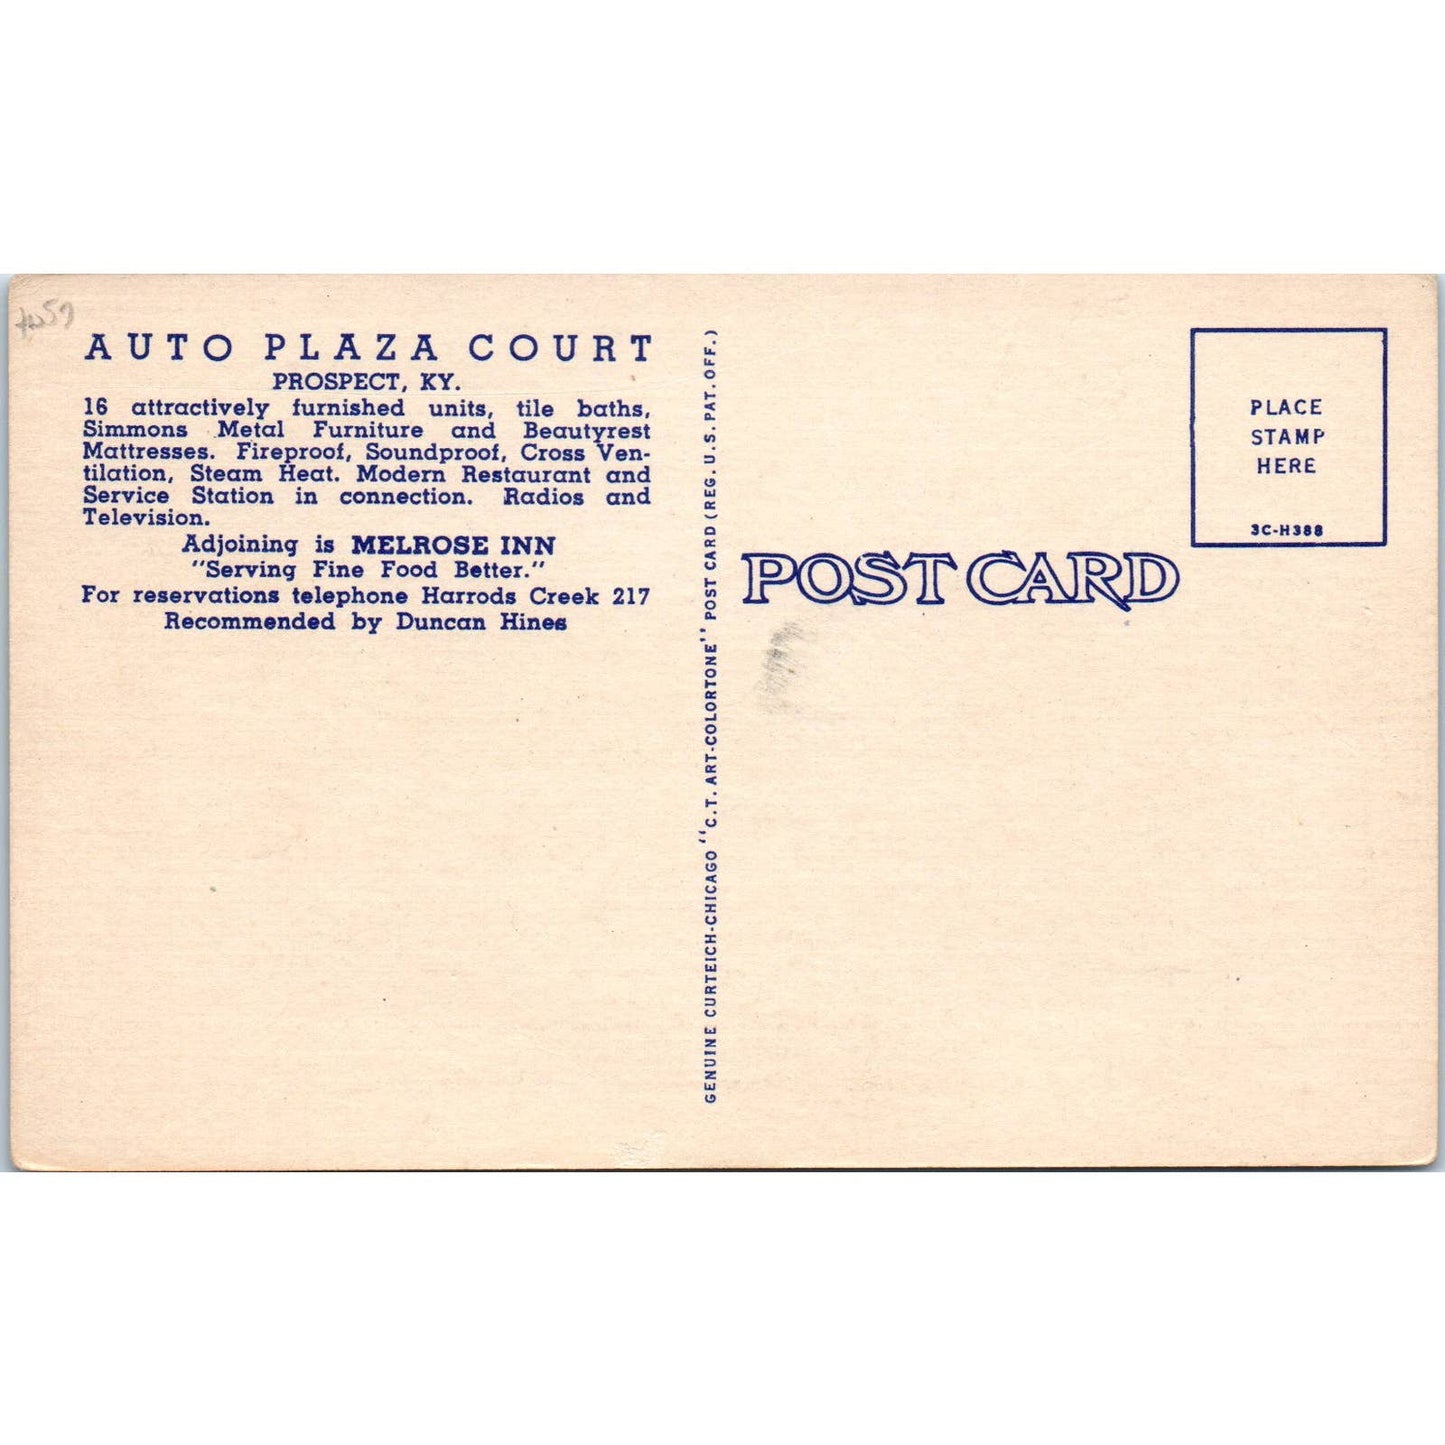 AUTO PLAZA COURT
PROSPECT, KY.
16 attractively furnished units, tile baths,
Simmons Metal Furniture and Beautyrest
Mattresses. Fireproof, Soundproof, Cross Ven-
tilation, Steam Heat. Modern Restaurant and
Service Station in connection. Radios and
Television.
Adjoining is MELROSE INN
"Serving Fine Food Better."
For reservations telephone Harrods Creek 217
Recommended by Duncan Hines
GENUINE CURTEICH-CHICAGO "C.T. ART-COLORTONE" POST CARD (REG. U.S. PAT. OFF.)
POST CARD
PLACE
STAMP
HERE
3C-H388